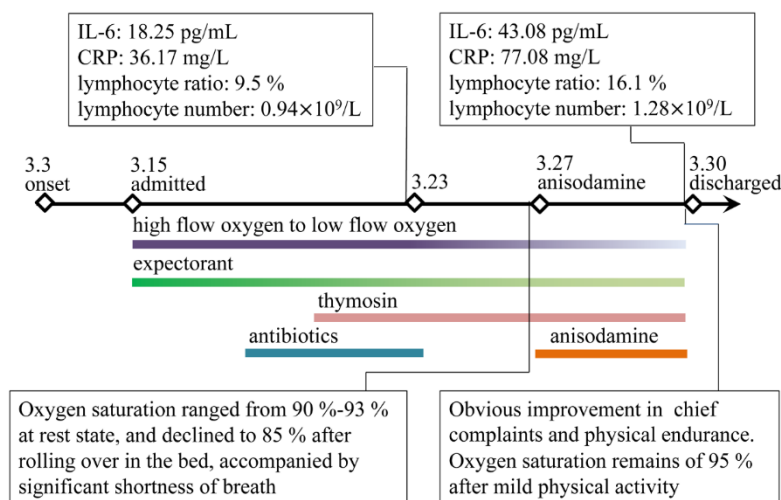 IL-6: 18.25 pg/mL
CRP: 36.17 mg/L
lymphocyte ratio: 9.5 %
lymphocyte number: 0.94×10⁹/L
IL-6: 43.08 pg/mL
CRP: 77.08 mg/L
lymphocyte ratio: 16.1 %
lymphocyte number: 1.28×10⁹/L
3.3
onset
3.15
admitted
3.23
3.27
anisodamine
3.30
discharged
high flow oxygen to low flow oxygen
expectorant
thymosin
antibiotics
anisodamine
Oxygen saturation ranged from 90 %-93 %
at rest state, and declined to 85 % after
rolling over in the bed, accompanied by
significant shortness of breath
Obvious improvement in chief
complaints and physical endurance.
Oxygen saturation remains of 95 %
after mild physical activity